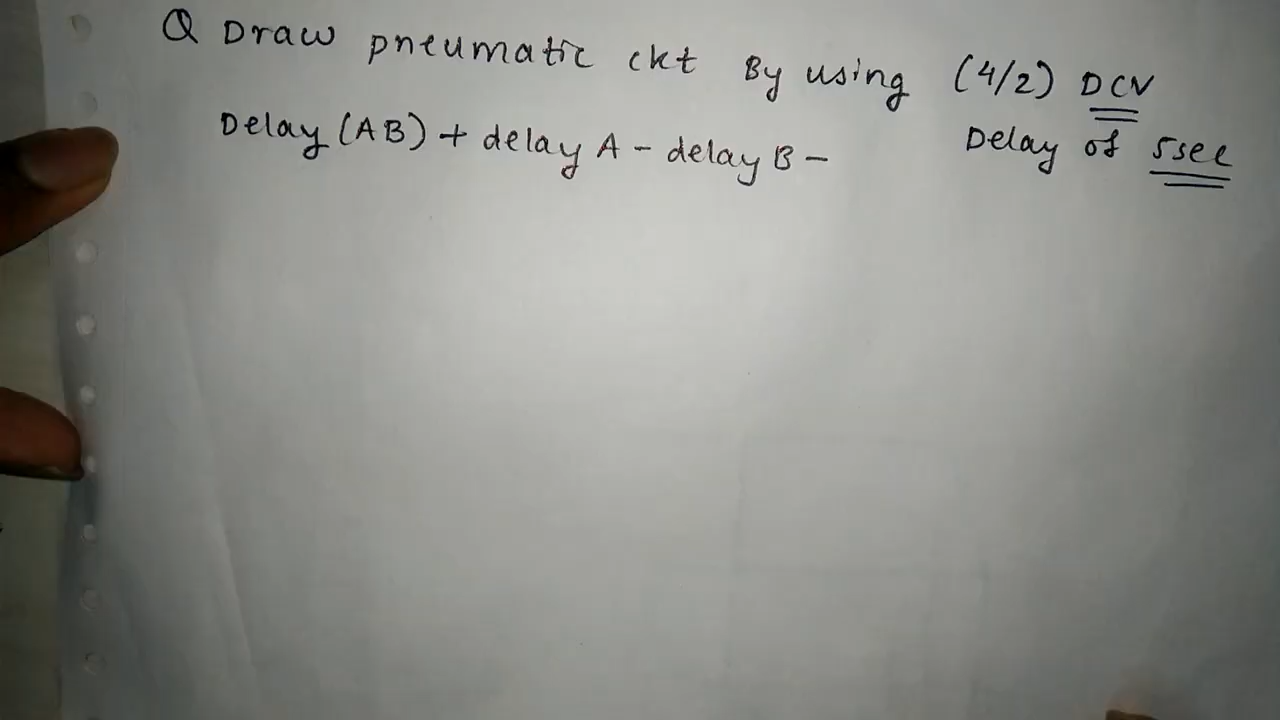 Q Draw pneumatic ckt By using (4/2) DCV
Delay (AB) + delay A - delay B - Delay of 5sec